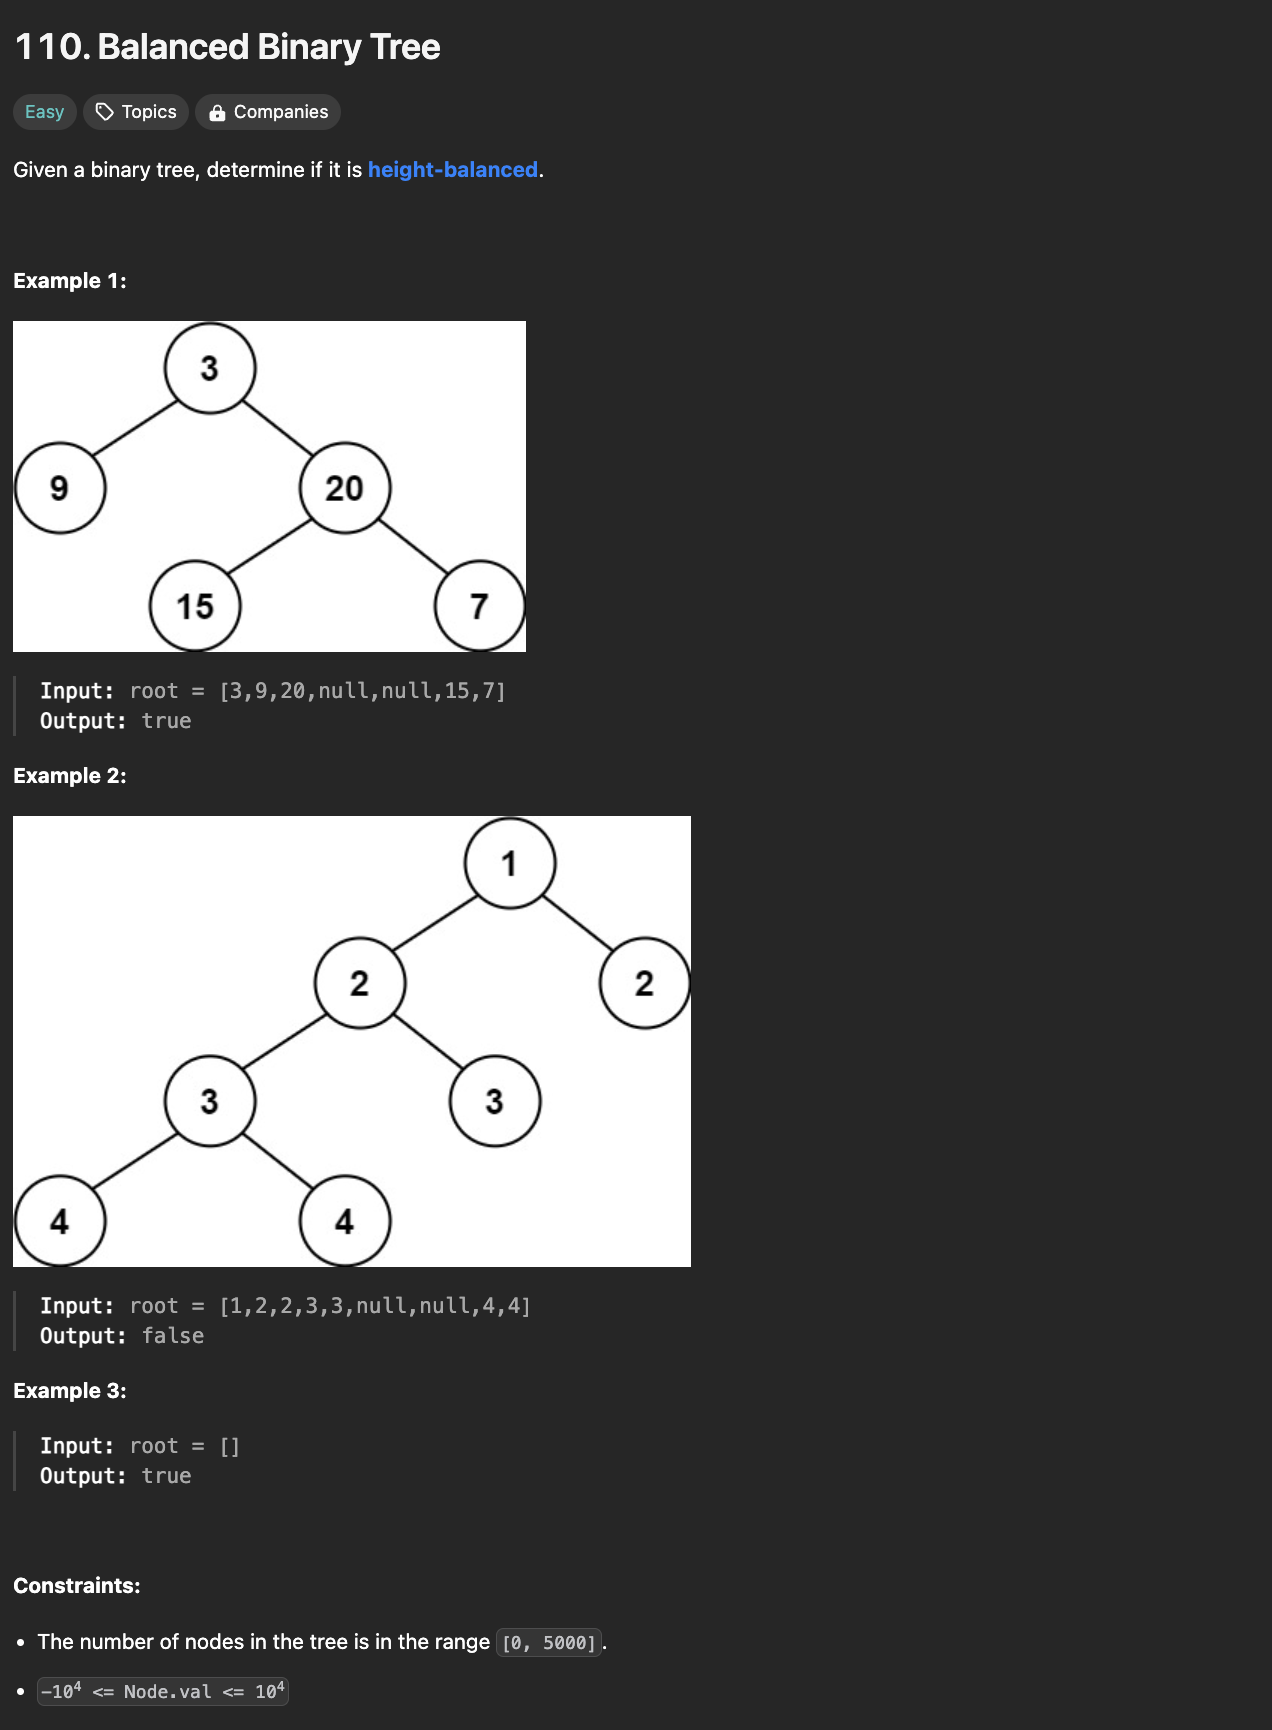 110. Balanced Binary Tree
Easy Topics Companies
Given a binary tree, determine if it is height-balanced.
Example 1:
3
9 20
15 7
Input: root = [3,9,20,null,null,15,7]
Output: true
Example 2:
1
2 2
3 3
4 4
Input: root = [1,2,2,3,3,null,null,4,4]
Output: false
Example 3:
Input: root = []
Output: true
Constraints:
• The number of nodes in the tree is in the range [0, 5000].
• -10⁴ <= Node.val <= 10⁴